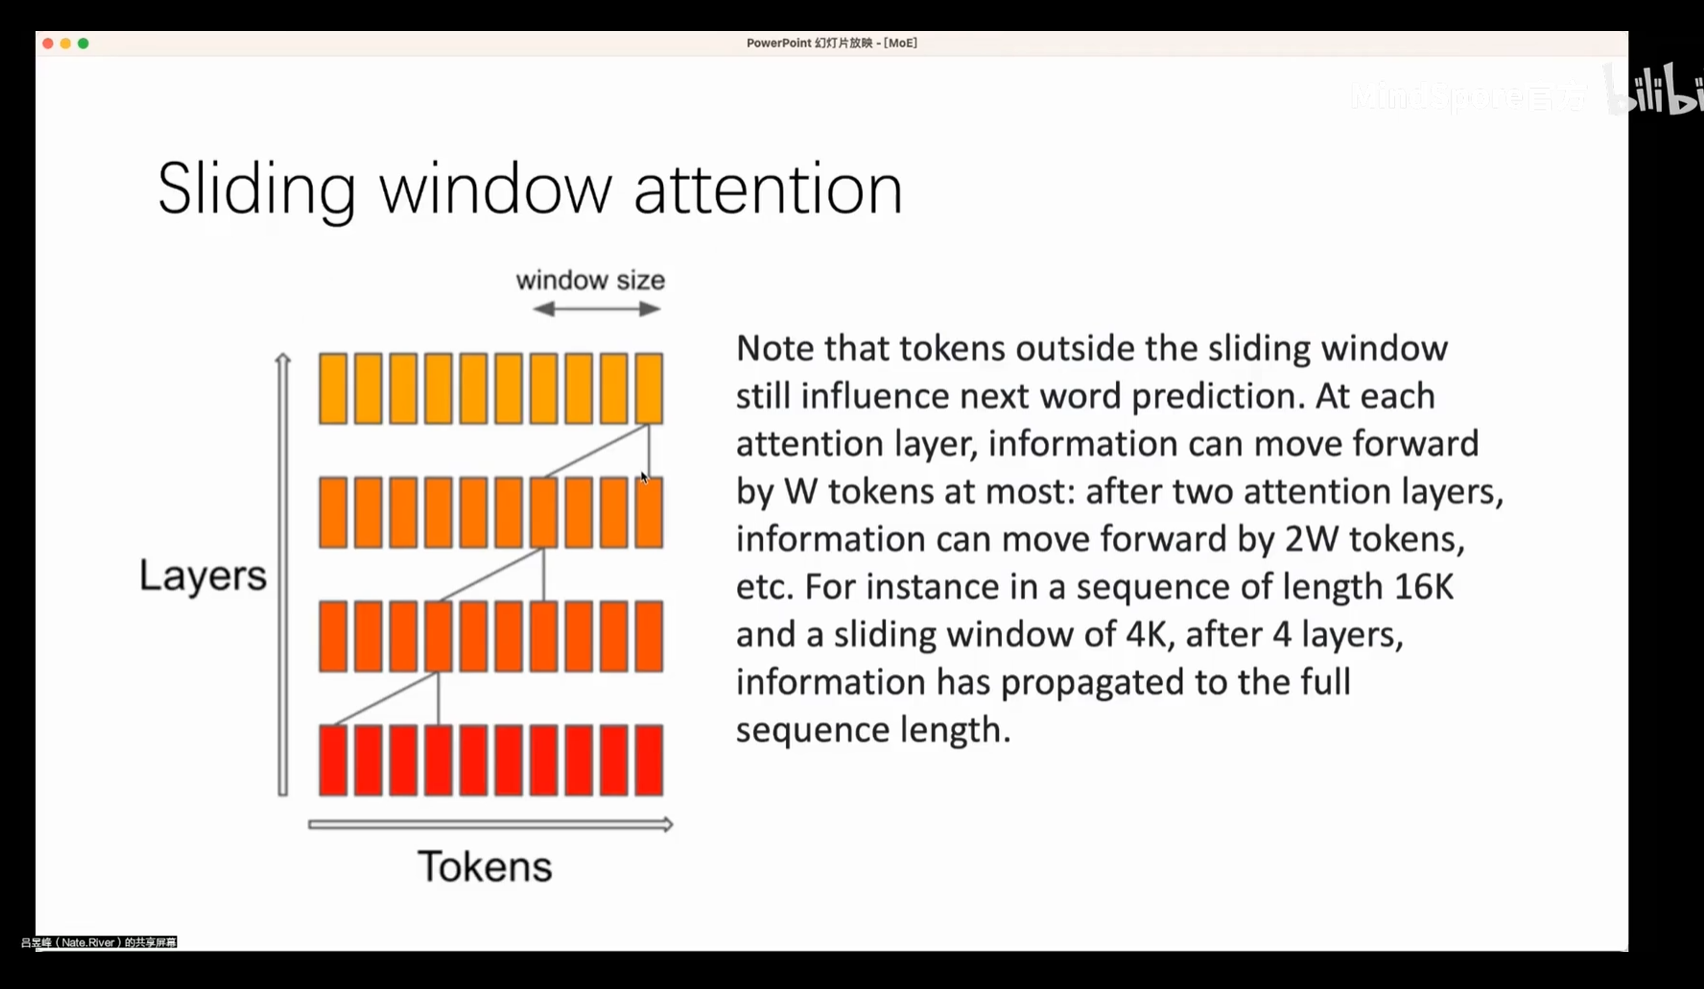 PowerPoint 幻灯片放映 - [MoE]
MindSpore官方
bilibi
Sliding window attention
window size
Layers
Tokens
Note that tokens outside the sliding window
still influence next word prediction. At each
attention layer, information can move forward
by W tokens at most: after two attention layers,
information can move forward by 2W tokens,
etc. For instance in a sequence of length 16K
and a sliding window of 4K, after 4 layers,
information has propagated to the full
sequence length.
吕昱峰（Nate.River）的共享屏幕